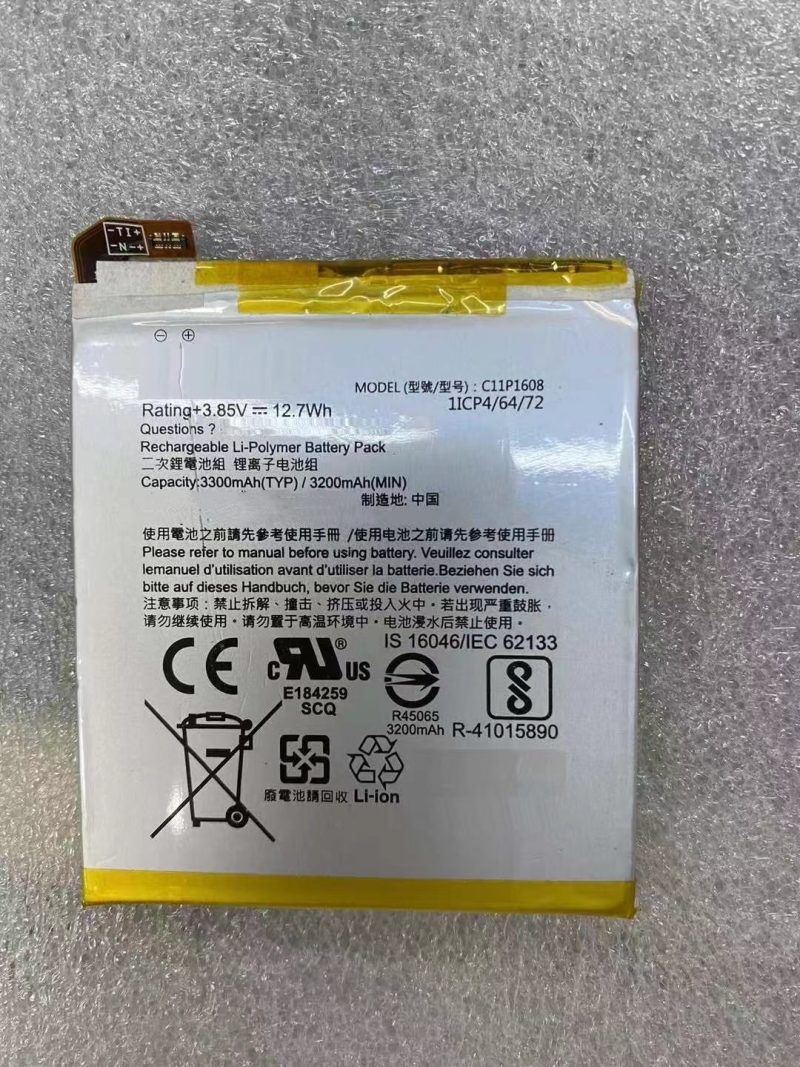 -TI+
-N-+
⊖ ⊕
MODEL (型號/型号) : C11P1608
Rating+3.85V ⎓ 12.7Wh 1ICP4/64/72
Questions ?
Rechargeable Li-Polymer Battery Pack
二次鋰電池組 锂离子电池组
Capacity:3300mAh(TYP) / 3200mAh(MIN)
制造地: 中国
使用電池之前請先參考使用手冊 /使用电池之前请先参考使用手册
Please refer to manual before using battery. Veuillez consulter
lemanuel d'utilisation avant d'utiliser la batterie.Beziehen Sie sich
bitte auf dieses Handbuch, bevor Sie die Batterie verwenden.
注意事项：禁止拆解、撞击、挤压或投入火中。若出现严重鼓胀，
请勿继续使用。请勿置于高温环境中。电池浸水后禁止使用。
IS 16046/IEC 62133
CE
c RU ® US
E184259
SCQ
R45065
3200mAh
R-41015890
廢電池請回收 Li-ion